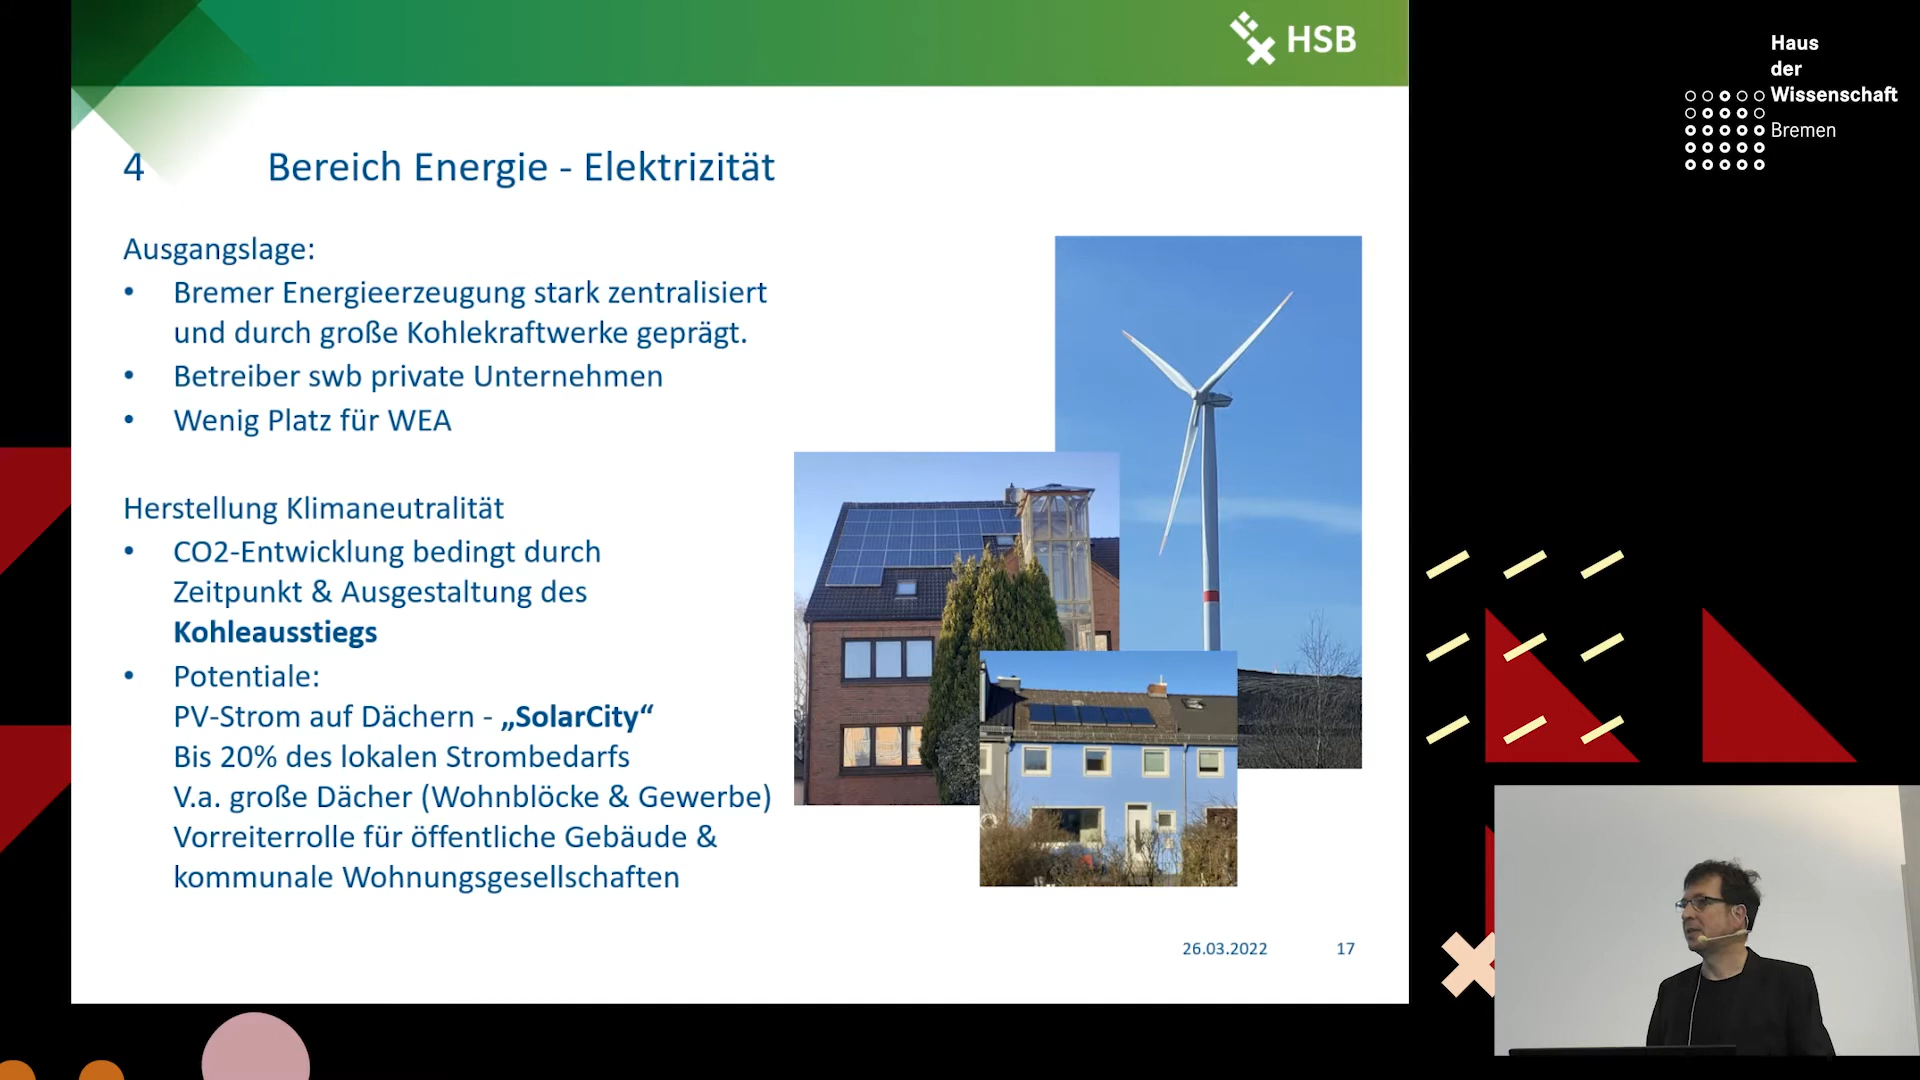 HSB
Haus
der
Wissenschaft
Bremen
4 Bereich Energie - Elektrizität
Ausgangslage:
• Bremer Energieerzeugung stark zentralisiert
und durch große Kohlekraftwerke geprägt.
• Betreiber swb private Unternehmen
• Wenig Platz für WEA
Herstellung Klimaneutralität
• CO2-Entwicklung bedingt durch
Zeitpunkt & Ausgestaltung des
Kohleausstiegs
• Potentiale:
PV-Strom auf Dächern - „SolarCity“
Bis 20% des lokalen Strombedarfs
V.a. große Dächer (Wohnblöcke & Gewerbe)
Vorreiterrolle für öffentliche Gebäude &
kommunale Wohnungsgesellschaften
26.03.2022 17